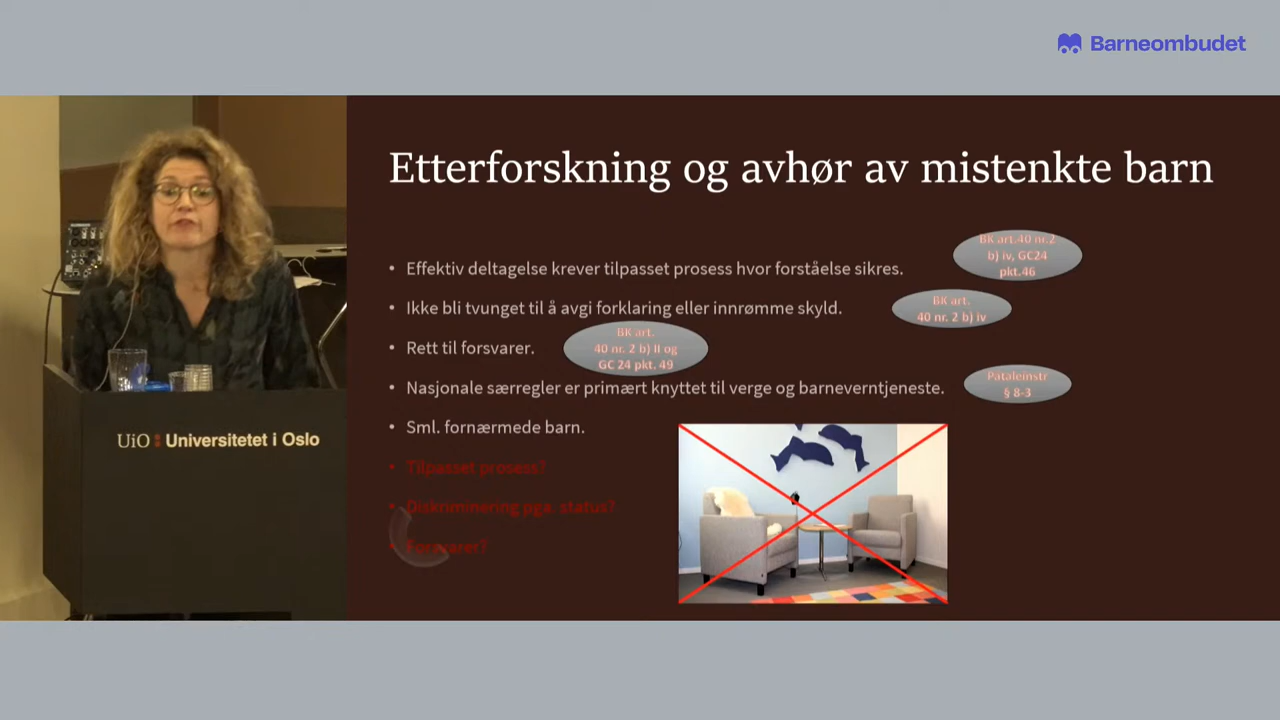 Barneombudet
Etterforskning og avhør av mistenkte barn
BK art.40 nr.2
b) iv, GC24
pkt.46
• Effektiv deltagelse krever tilpasset prosess hvor forståelse sikres.
• Ikke bli tvunget til å avgi forklaring eller innrømme skyld.
BK art.
40 nr. 2 b) iv
• Rett til forsvarer.
BK art.
40 nr. 2 b) II og
GC 24 pkt. 49
• Nasjonale særregler er primært knyttet til verge og barneverntjeneste.
Påtaleinstr
§ 8-3
• Sml. fornærmede barn.
• Tilpasset prosess?
• Diskriminering pga. status?
• Forsvarer?
UiO Universitetet i Oslo